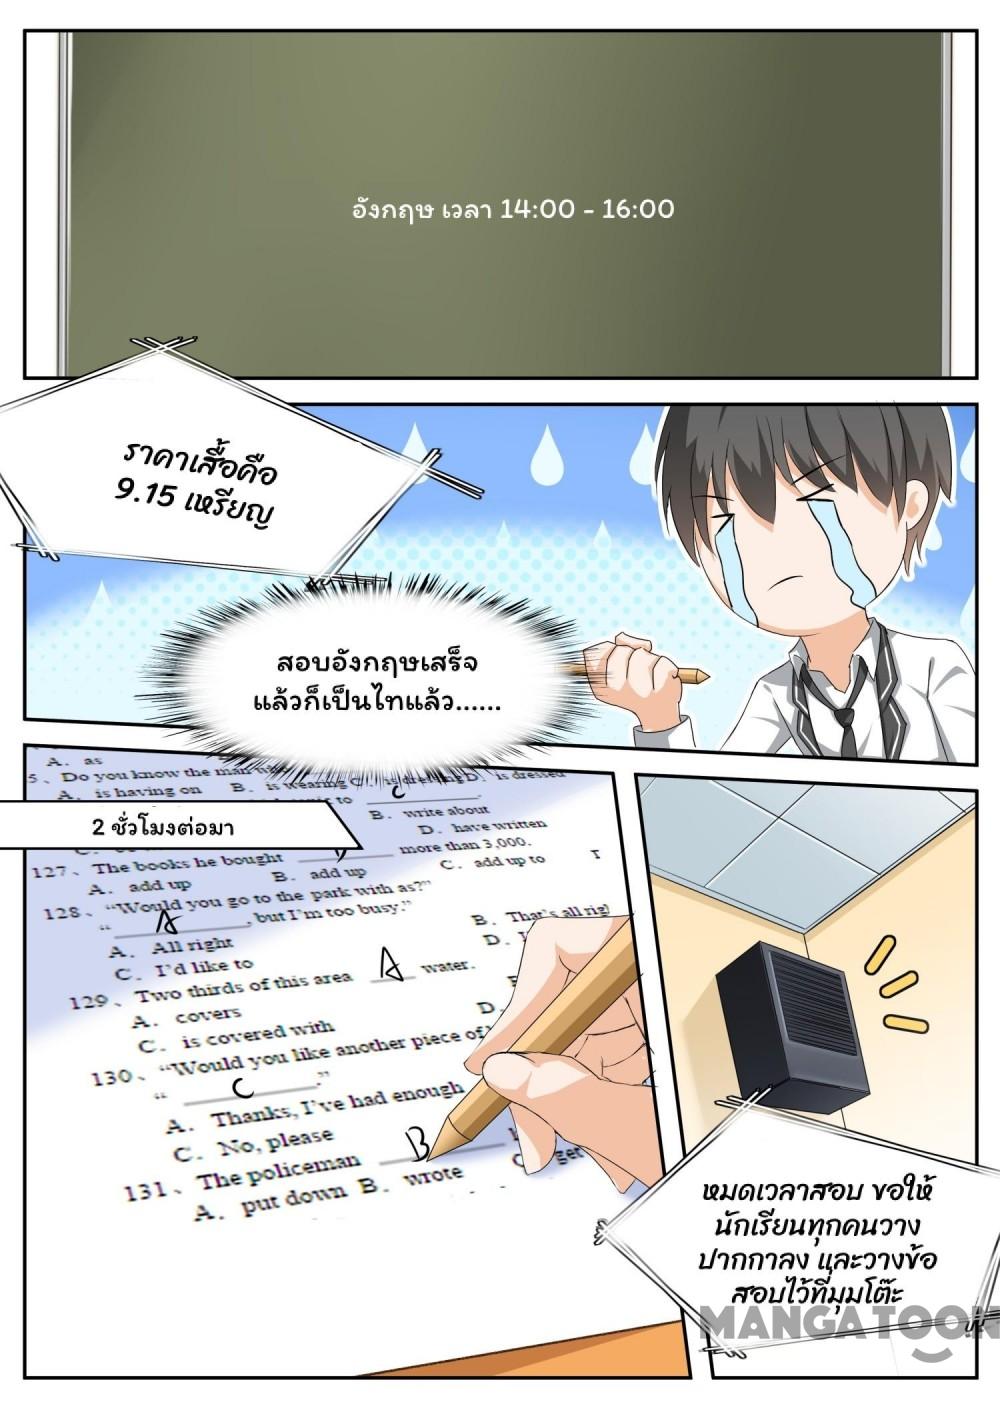 อังกฤษ เวลา 14:00 - 16:00
ราคาเสื้อคือ
9.15 เหรียญ
สอบอังกฤษเสร็จ
แล้วก็เป็นไทแล้ว......
A. as
5、Do you know the man
A. is having on B. is wearing C. is dressing D. is dressed
to
C
B. write about
2 ชั่วโมงต่อมา
D. have written
127、The books he bought more than 3,000.
A. add up B. add up C. add up to
128、“Would you go to the park with as?”
“ A , but I’m too busy.”
A. All right B. That’s all rig
C. I’d like to D.
129、Two thirds of this area A water.
A. covers
C. is covered with D.
130、“Would you like another piece of
“ C .”
A. Thanks, I’ve had enough
C. No, please
131、The policeman B
A. put down B. wrote C. get
หมดเวลาสอบ ขอให้
นักเรียนทุกคนวาง
ปากกาลง และวางข้อ
สอบไว้ที่มุมโต๊ะ
MANGATOON